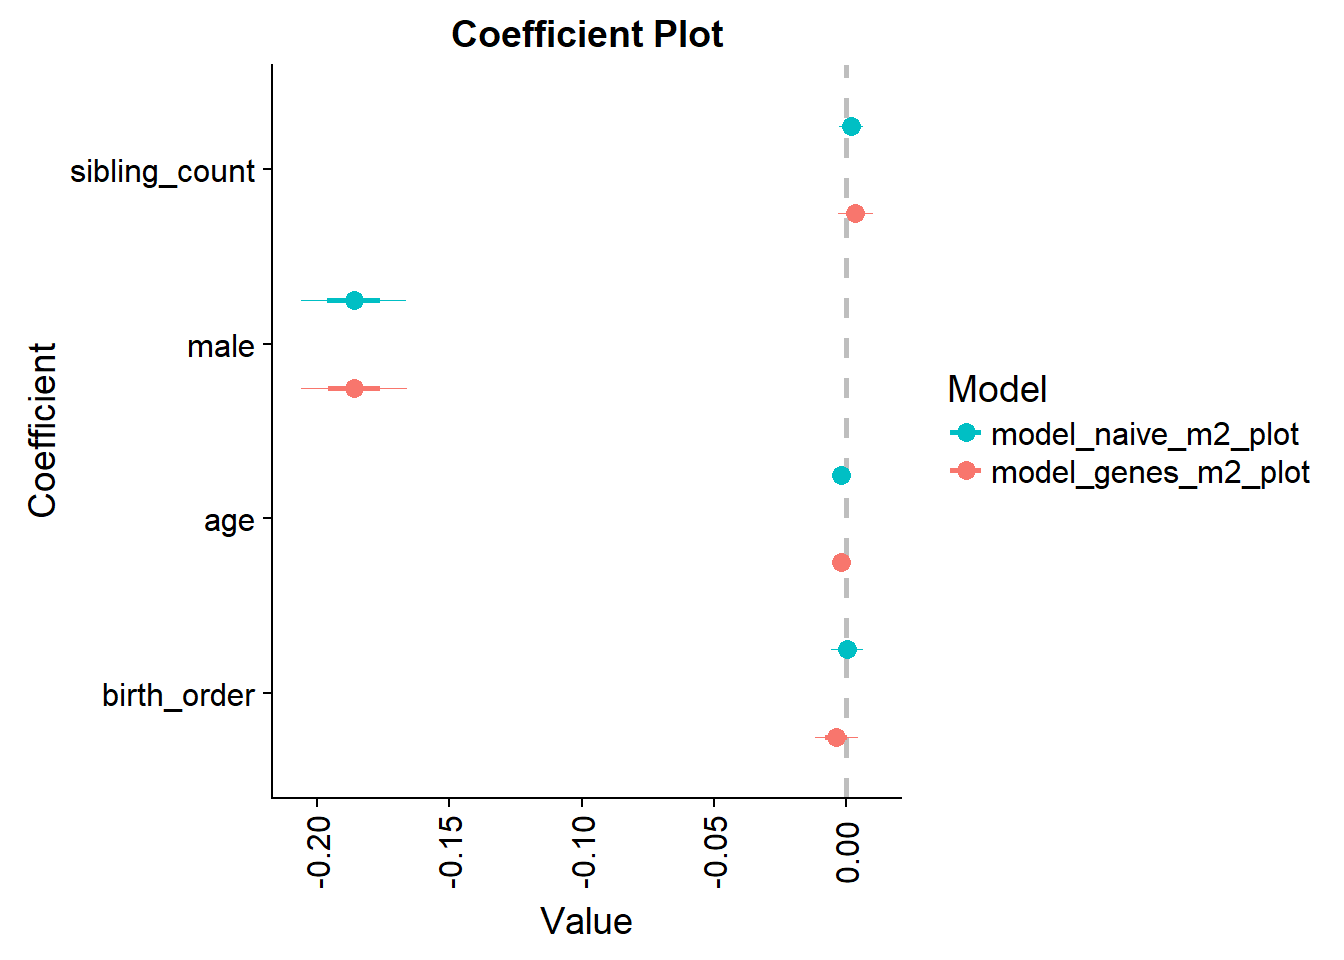 Coefficient Plot
Coefficient
sibling_count
male
age
birth_order
-0.20
-0.15
-0.10
-0.05
0.00
Value
Model
model_naive_m2_plot
model_genes_m2_plot